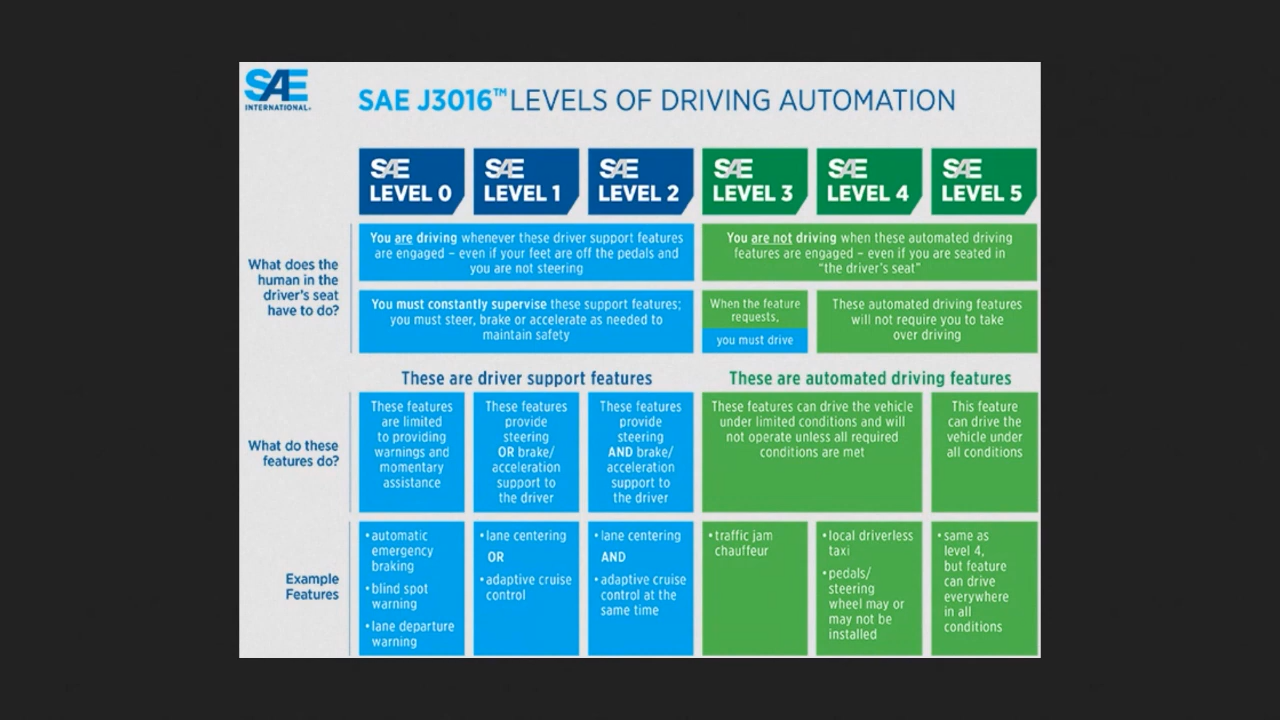 SAE
INTERNATIONAL®
SAE J3016™ LEVELS OF DRIVING AUTOMATION
SAE
LEVEL 0
SAE
LEVEL 1
SAE
LEVEL 2
SAE
LEVEL 3
SAE
LEVEL 4
SAE
LEVEL 5
What does the
human in the
driver's seat
have to do?
You are driving whenever these driver support features
are engaged – even if your feet are off the pedals and
you are not steering
You are not driving when these automated driving
features are engaged – even if you are seated in
“the driver's seat”
You must constantly supervise these support features;
you must steer, brake or accelerate as needed to
maintain safety
When the feature
requests,
you must drive
These automated driving features
will not require you to take
over driving
These are driver support features
These are automated driving features
What do these
features do?
These features
are limited
to providing
warnings and
momentary
assistance
These features
provide
steering
OR brake/
acceleration
support to
the driver
These features
provide
steering
AND brake/
acceleration
support to
the driver
These features can drive the vehicle
under limited conditions and will
not operate unless all required
conditions are met
This feature
can drive the
vehicle under
all conditions
Example
Features
•automatic
emergency
braking
•blind spot
warning
•lane departure
warning
•lane centering
OR
•adaptive cruise
control
•lane centering
AND
•adaptive cruise
control at the
same time
•traffic jam
chauffeur
•local driverless
taxi
•pedals/
steering
wheel may or
may not be
installed
•same as
level 4,
but feature
can drive
everywhere
in all
conditions